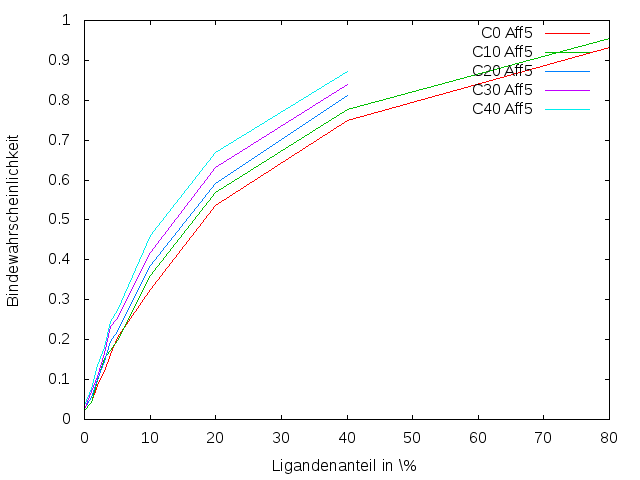 1
0.9
0.8
0.7
0.6
0.5
0.4
0.3
0.2
0.1
0
Bindewahrscheinlichkeit
C0 Aff5
C10 Aff5
C20 Aff5
C30 Aff5
C40 Aff5
0 10 20 30 40 50 60 70 80
Ligandenanteil in \%